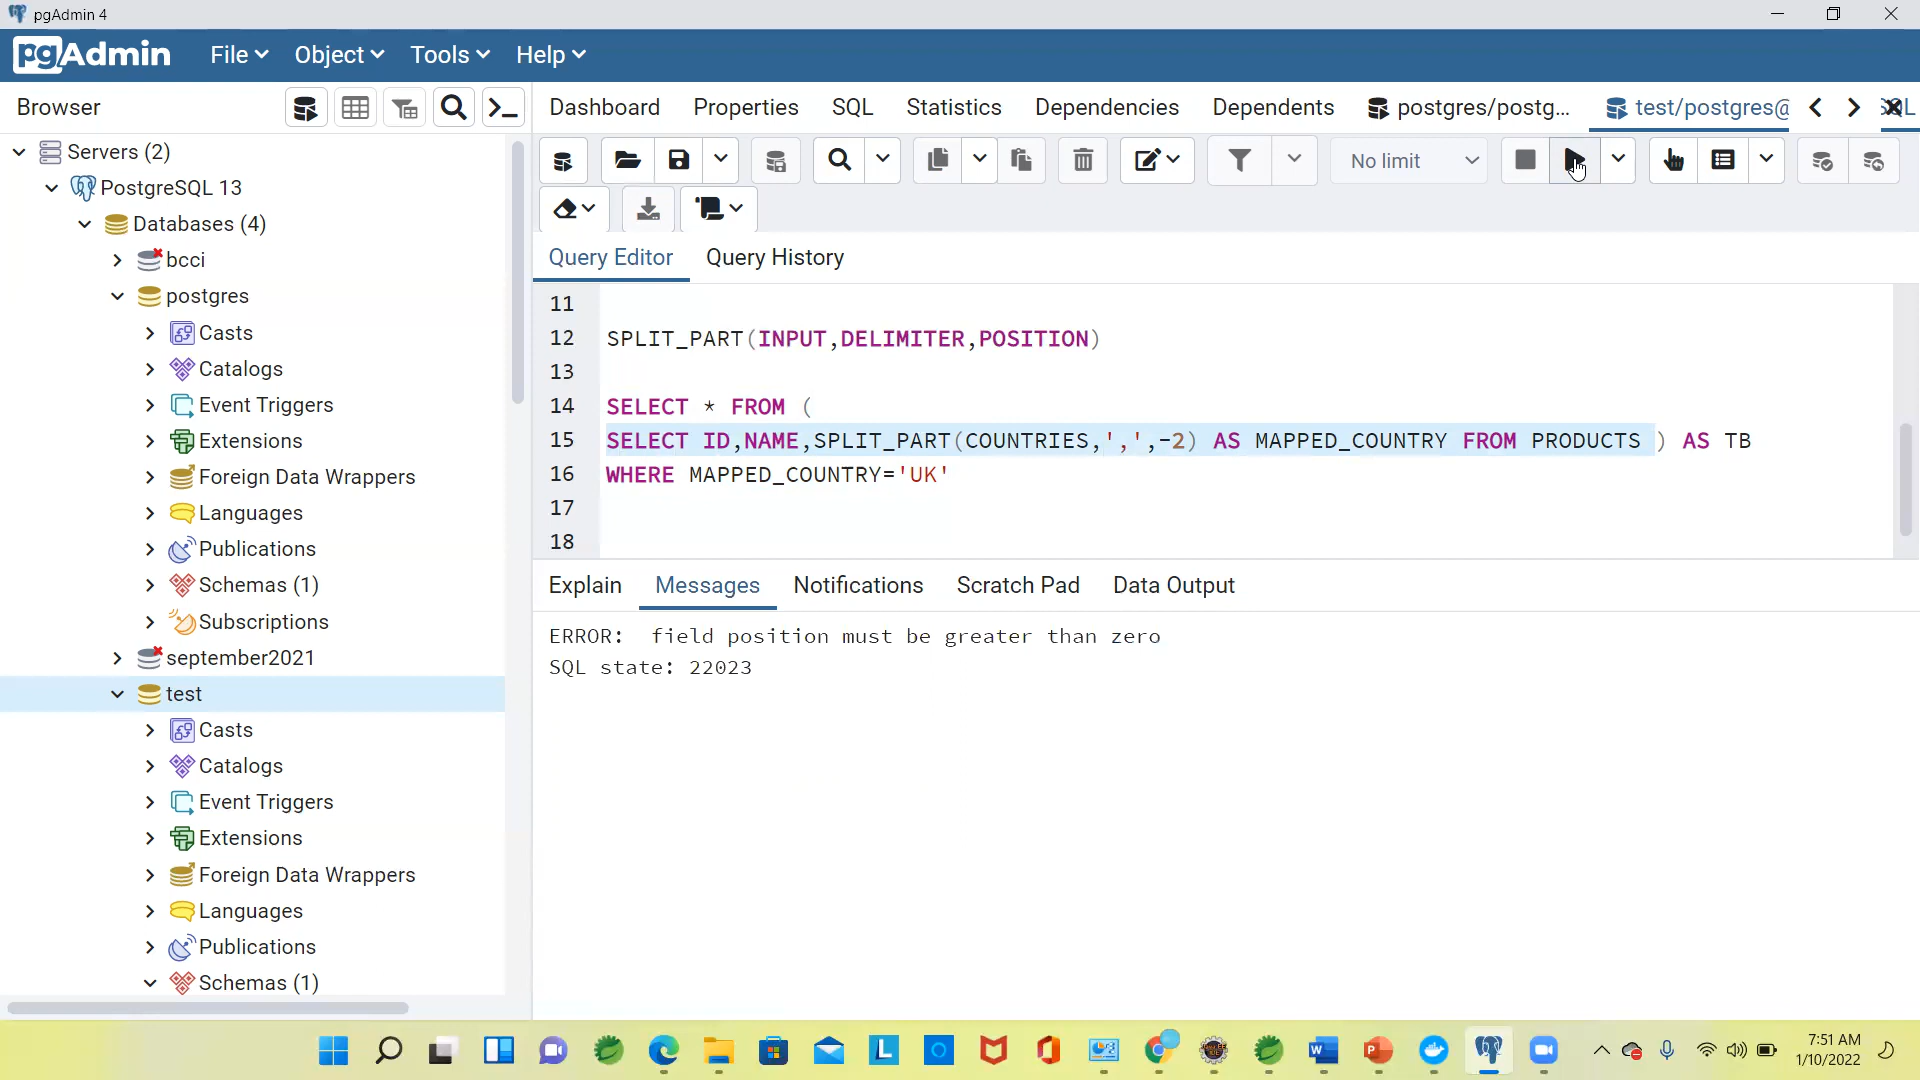 pgAdmin 4
pgAdmin File Object Tools Help
Browser
Dashboard Properties SQL Statistics Dependencies Dependents postgres/postg... test/postgres@
No limit
Servers (2)
PostgreSQL 13
Databases (4)
bcci
postgres
Casts
Catalogs
Event Triggers
Extensions
Foreign Data Wrappers
Languages
Publications
Schemas (1)
Subscriptions
september2021
test
Casts
Catalogs
Event Triggers
Extensions
Foreign Data Wrappers
Languages
Publications
Schemas (1)
Query Editor Query History
11
12 SPLIT_PART(INPUT,DELIMITER,POSITION)
13
14 SELECT * FROM (
15 SELECT ID,NAME,SPLIT_PART(COUNTRIES,',',-2) AS MAPPED_COUNTRY FROM PRODUCTS ) AS TB
16 WHERE MAPPED_COUNTRY='UK'
17
18
Explain Messages Notifications Scratch Pad Data Output
ERROR: field position must be greater than zero
SQL state: 22023
7:51 AM
1/10/2022